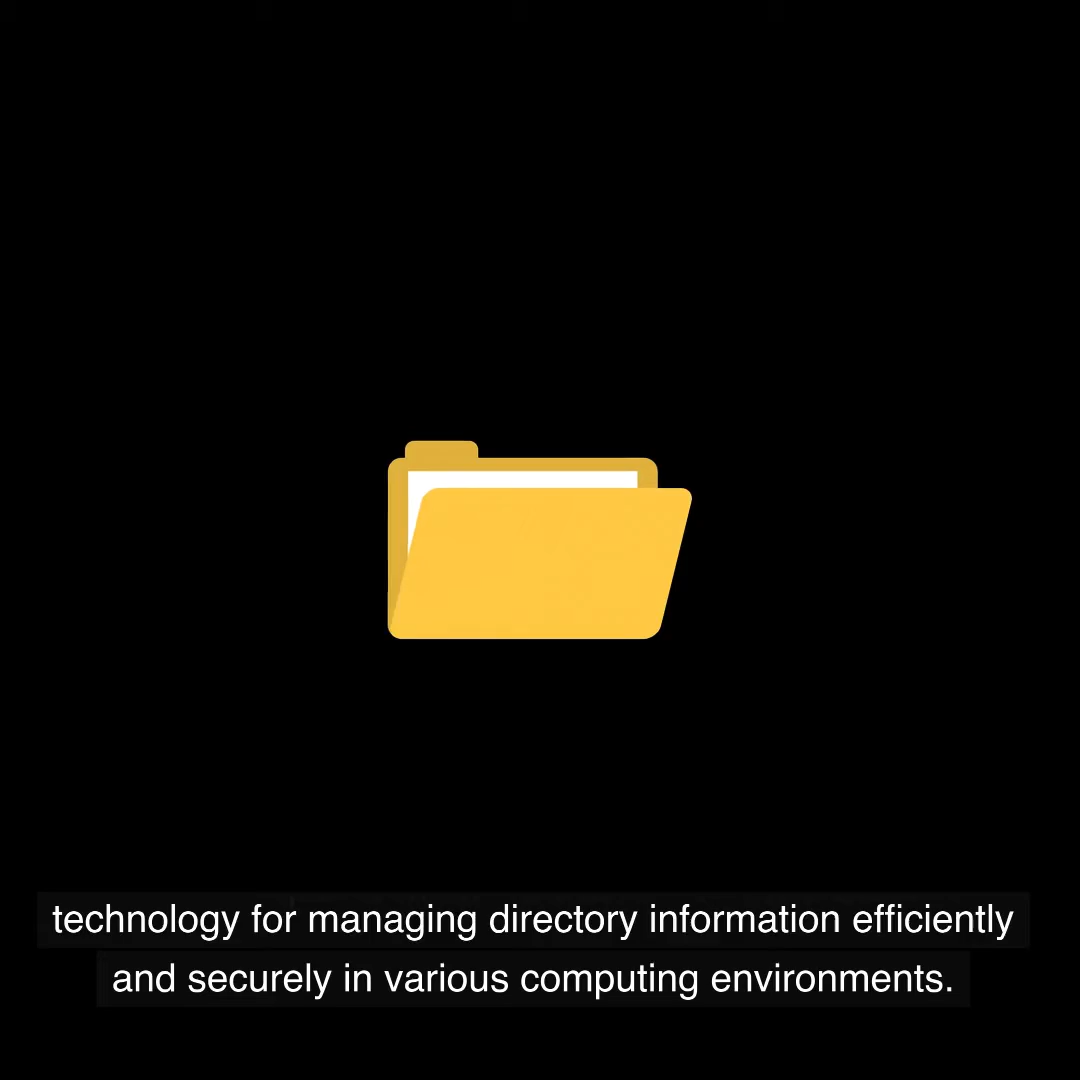 technology for managing directory information efficiently
and securely in various computing environments.